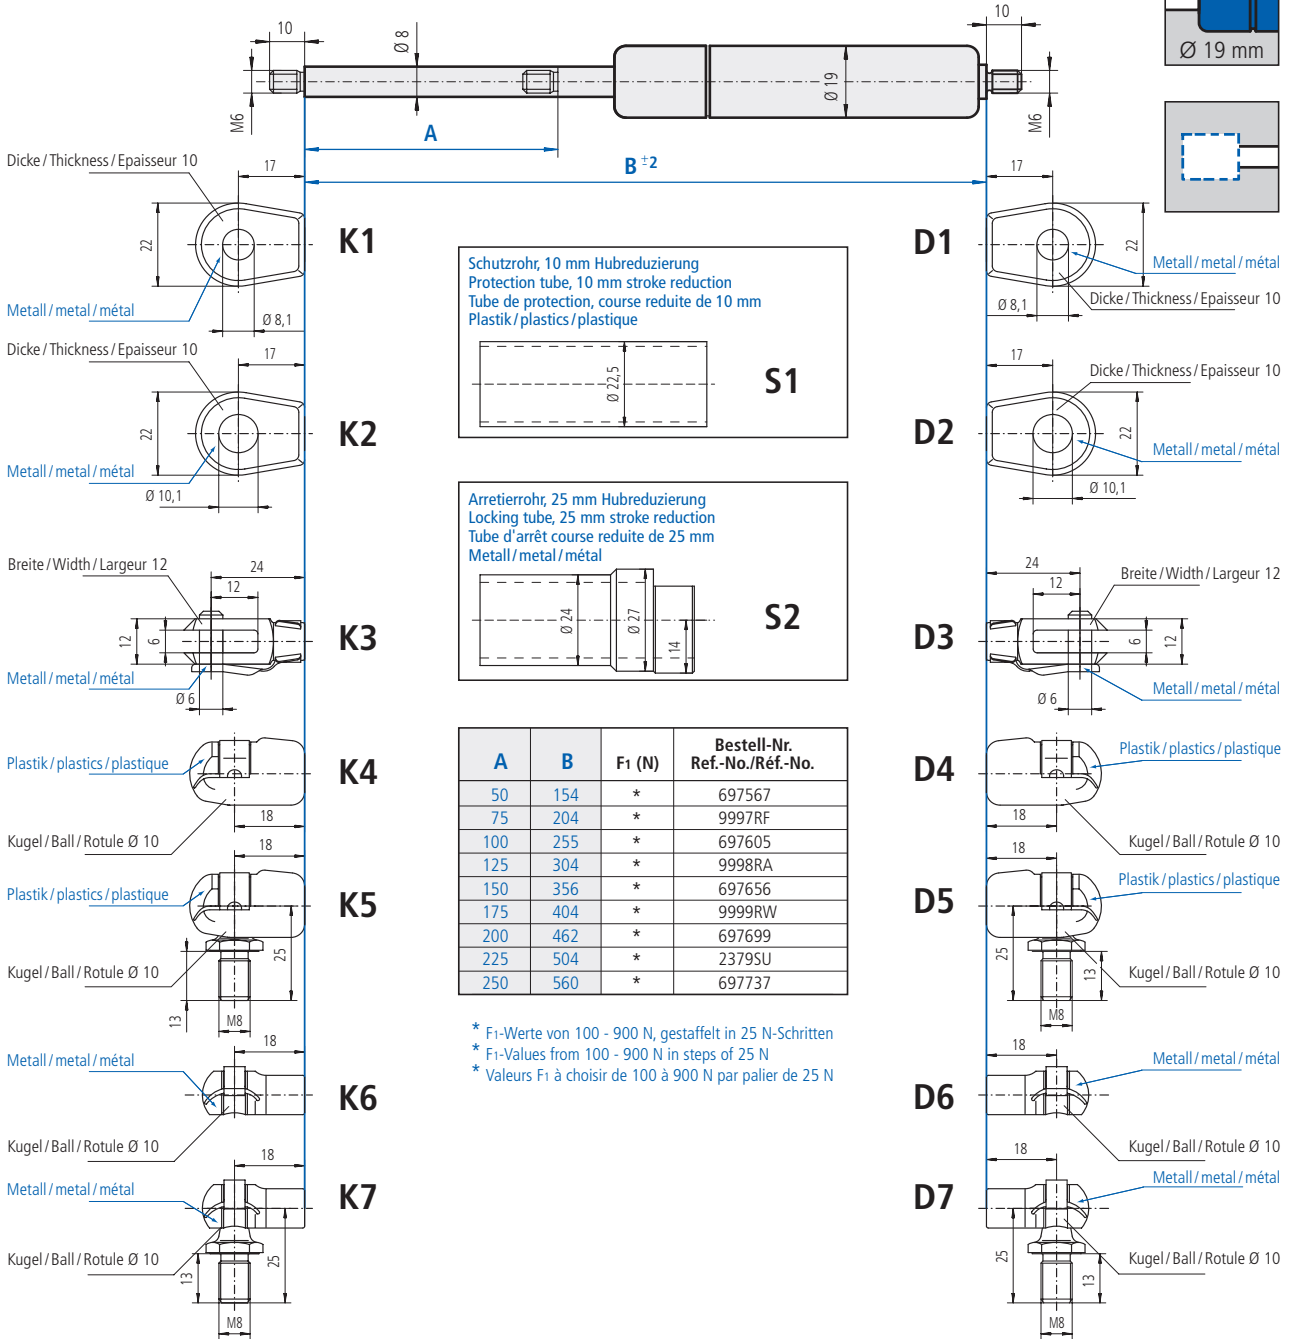 10
Ø 8
Ø 19
10
M6
M6
Ø 19 mm
A
B ±2
Dicke / Thickness / Epaisseur 10
17
22
Metall / metal / métal
Ø 8,1
K1
17
D1
22
Metall / metal / métal
Dicke / Thickness / Epaisseur 10
Ø 8,1
Schutzrohr, 10 mm Hubreduzierung
Protection tube, 10 mm stroke reduction
Tube de protection, course reduite de 10 mm
Plastik / plastics / plastique
Ø 22,5
S1
Dicke / Thickness / Epaisseur 10
17
22
K2
Metall / metal / métal
Ø 10,1
17
Dicke / Thickness / Epaisseur 10
D2
22
Metall / metal / métal
Ø 10,1
Arretierrohr, 25 mm Hubreduzierung
Locking tube, 25 mm stroke reduction
Tube d'arrêt course reduite de 25 mm
Metall / metal / métal
Ø 24
Ø 27
14
S2
Breite / Width / Largeur 12
24
12
12
6
K3
Metall / metal / métal
Ø 6
24
12
Breite / Width / Largeur 12
D3
6
12
Metall / metal / métal
Ø 6
Plastik / plastics / plastique
K4
18
Kugel / Ball / Rotule Ø 10
D4
Plastik / plastics / plastique
18
Kugel / Ball / Rotule Ø 10
A B F1 (N) Bestell-Nr.
Ref.-No./Réf.-No.
50 154 * 697567
75 204 * 9997RF
100 255 * 697605
125 304 * 9998RA
150 356 * 697656
175 404 * 9999RW
200 462 * 697699
225 504 * 2379SU
250 560 * 697737
* F1-Werte von 100 - 900 N, gestaffelt in 25 N-Schritten
* F1-Values from 100 - 900 N in steps of 25 N
* Valeurs F1 à choisir de 100 à 900 N par palier de 25 N
18
Plastik / plastics / plastique
K5
Kugel / Ball / Rotule Ø 10
25
13
M8
18
Plastik / plastics / plastique
D5
25
13
Kugel / Ball / Rotule Ø 10
M8
18
Metall / metal / métal
K6
Kugel / Ball / Rotule Ø 10
18
Metall / metal / métal
D6
Kugel / Ball / Rotule Ø 10
18
Metall / metal / métal
K7
Kugel / Ball / Rotule Ø 10
13
25
M8
18
Metall / metal / métal
D7
25
13
Kugel / Ball / Rotule Ø 10
M8